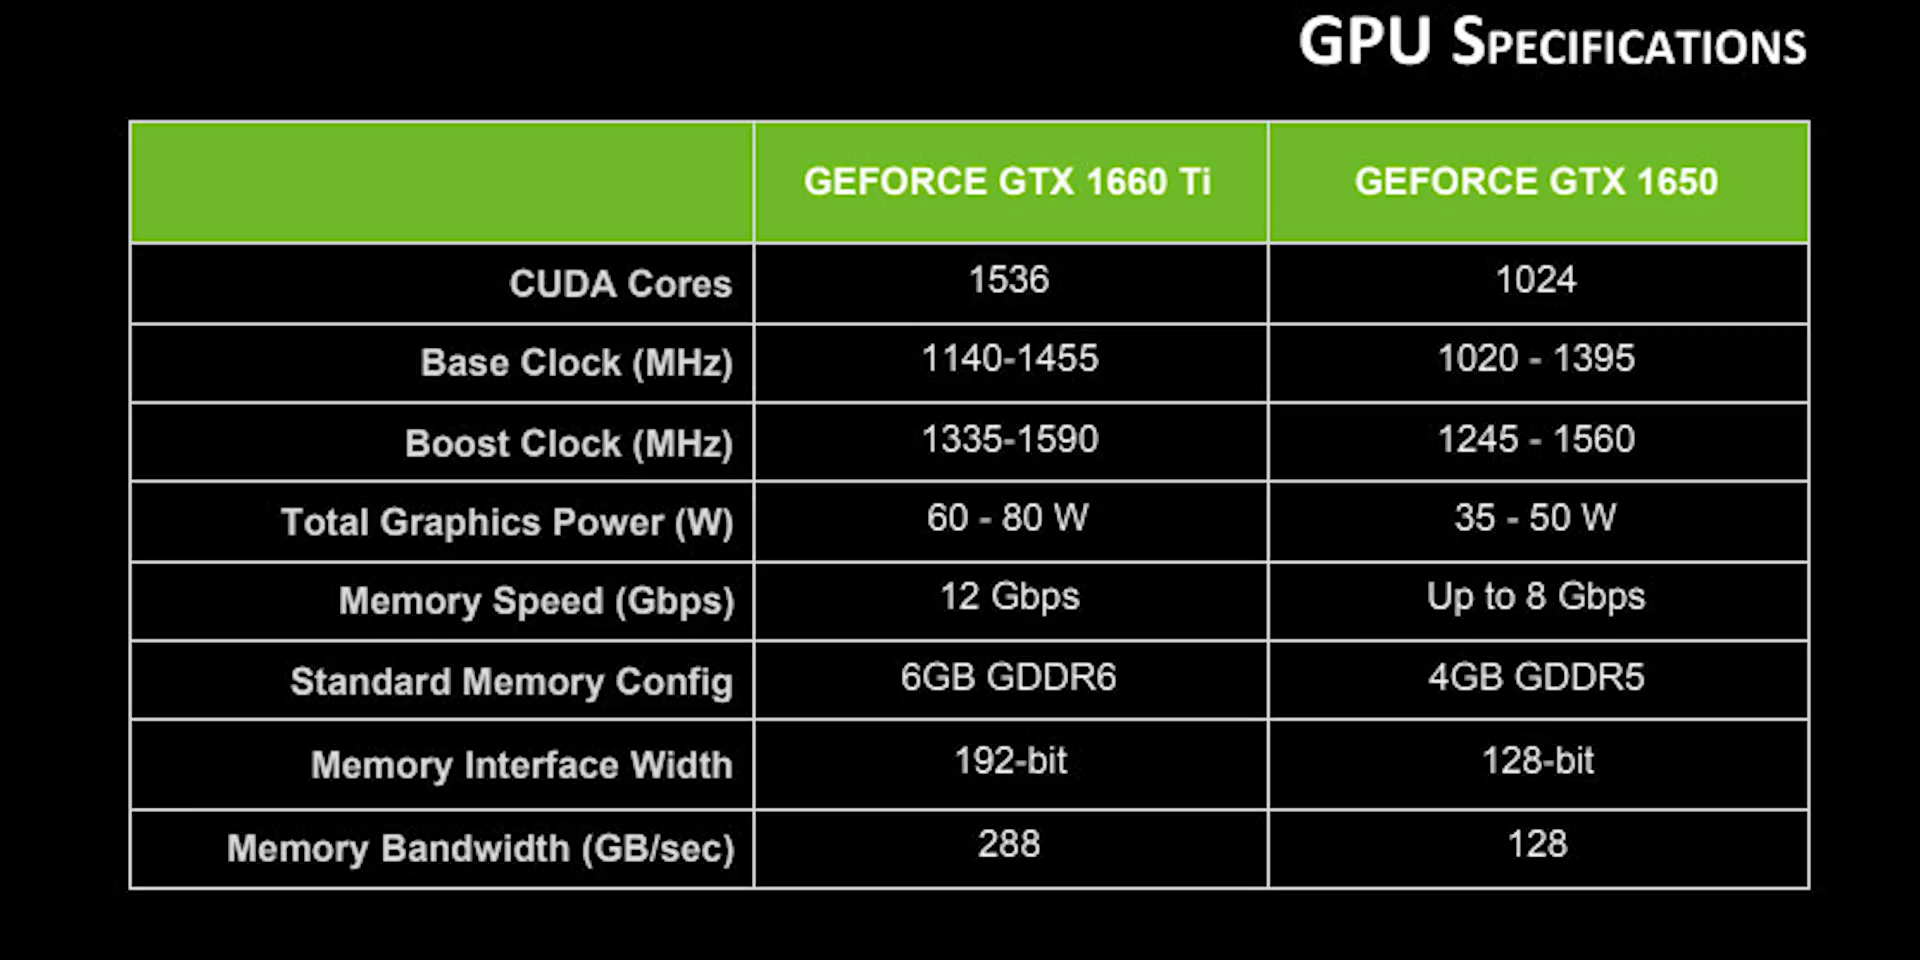 GPU SPECIFICATIONS
GEFORCE GTX 1660 Ti GEFORCE GTX 1650
CUDA Cores 1536 1024
Base Clock (MHz) 1140-1455 1020 - 1395
Boost Clock (MHz) 1335-1590 1245 - 1560
Total Graphics Power (W) 60 - 80 W 35 - 50 W
Memory Speed (Gbps) 12 Gbps Up to 8 Gbps
Standard Memory Config 6GB GDDR6 4GB GDDR5
Memory Interface Width 192-bit 128-bit
Memory Bandwidth (GB/sec) 288 128